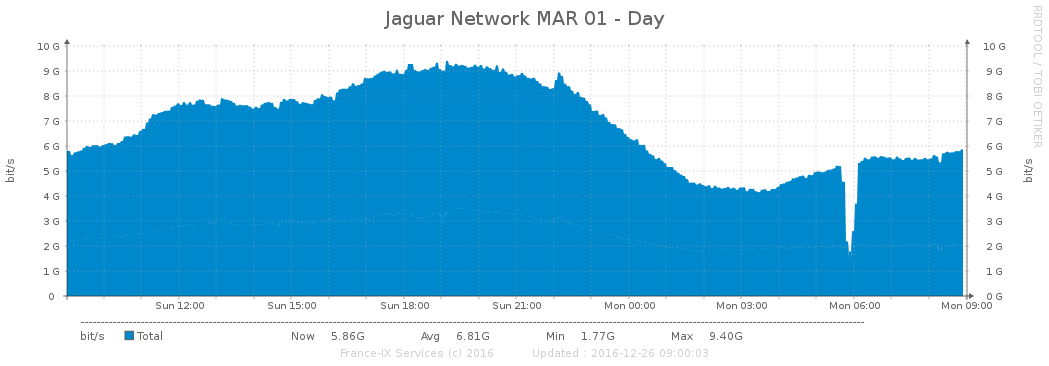 Jaguar Network MAR 01 - Day
RRDTOOL / TOBI OETIKER
10 G 10 G
9 G 9 G
8 G 8 G
7 G 7 G
6 G 6 G
5 G 5 G
4 G 4 G
3 G 3 G
2 G 2 G
1 G 1 G
0 0 G
bit/s
bit/s
Sun 12:00 Sun 15:00 Sun 18:00 Sun 21:00 Mon 00:00 Mon 03:00 Mon 06:00 Mon 09:00
bit/s Total Now 5.86G Avg 6.81G Min 1.77G Max 9.40G
France-IX Services (c) 2016 Updated : 2016-12-26 09:00:03